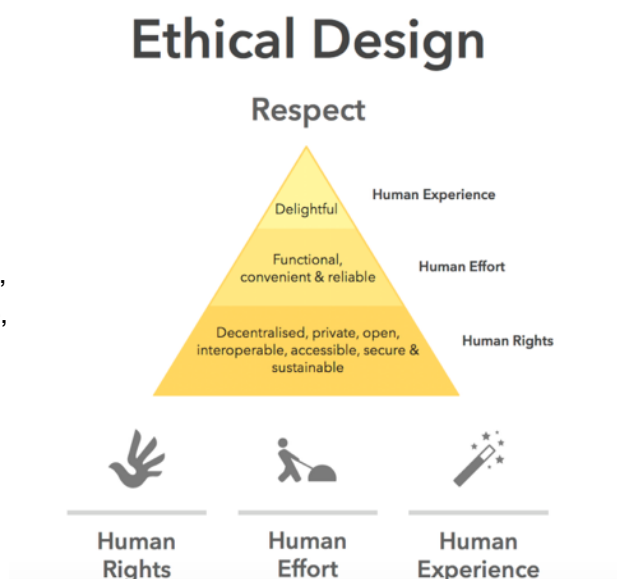 Ethical Design
Respect
Delightful
Human Experience
Functional,
convenient & reliable
Human Effort
Decentralised, private, open,
interoperable, accessible, secure &
sustainable
Human Rights
,
,
Human
Rights
Human
Effort
Human
Experience